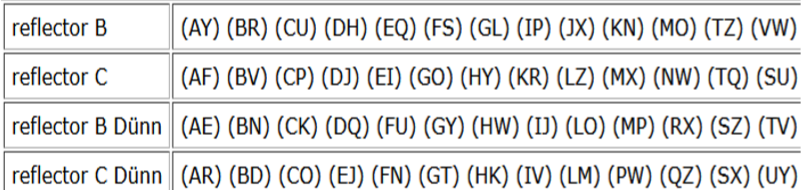 reflector B (AY) (BR) (CU) (DH) (EQ) (FS) (GL) (IP) (JX) (KN) (MO) (TZ) (VW)
reflector C (AF) (BV) (CP) (DJ) (EI) (GO) (HY) (KR) (LZ) (MX) (NW) (TQ) (SU)
reflector B Dünn (AE) (BN) (CK) (DQ) (FU) (GY) (HW) (IJ) (LO) (MP) (RX) (SZ) (TV)
reflector C Dünn (AR) (BD) (CO) (EJ) (FN) (GT) (HK) (IV) (LM) (PW) (QZ) (SX) (UY)